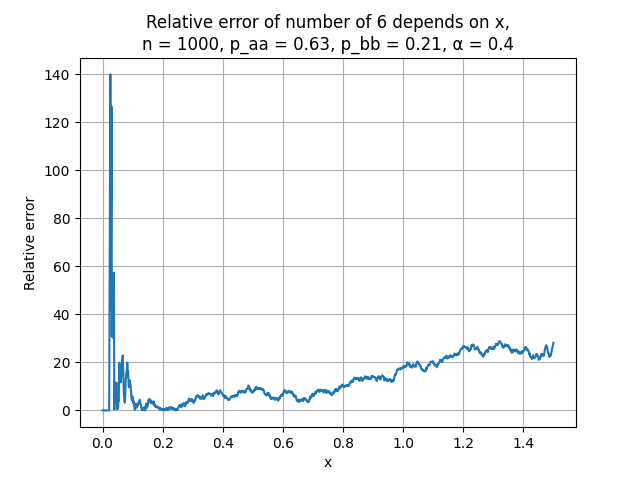 Relative error of number of 6 depends on x,
n = 1000, p_aa = 0.63, p_bb = 0.21, α = 0.4
140
120
100
80
60
40
20
0
Relative error
0.0 0.2 0.4 0.6 0.8 1.0 1.2 1.4
x